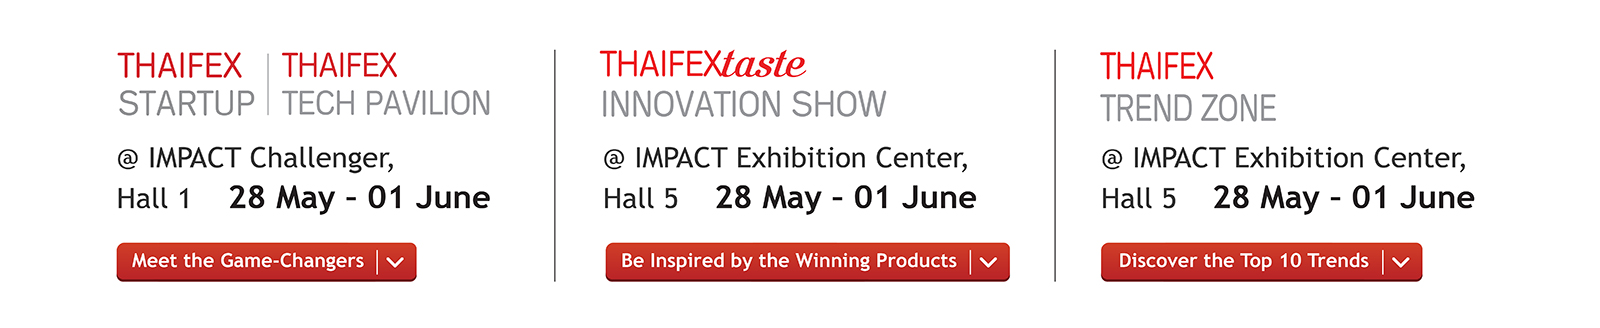 THAIFEX
STARTUP
THAIFEX
TECH PAVILION
@ IMPACT Challenger,
Hall 1 28 May – 01 June
Meet the Game-Changers
THAIFEXtaste
INNOVATION SHOW
@ IMPACT Exhibition Center,
Hall 5 28 May – 01 June
Be Inspired by the Winning Products
THAIFEX
TREND ZONE
@ IMPACT Exhibition Center,
Hall 5 28 May – 01 June
Discover the Top 10 Trends